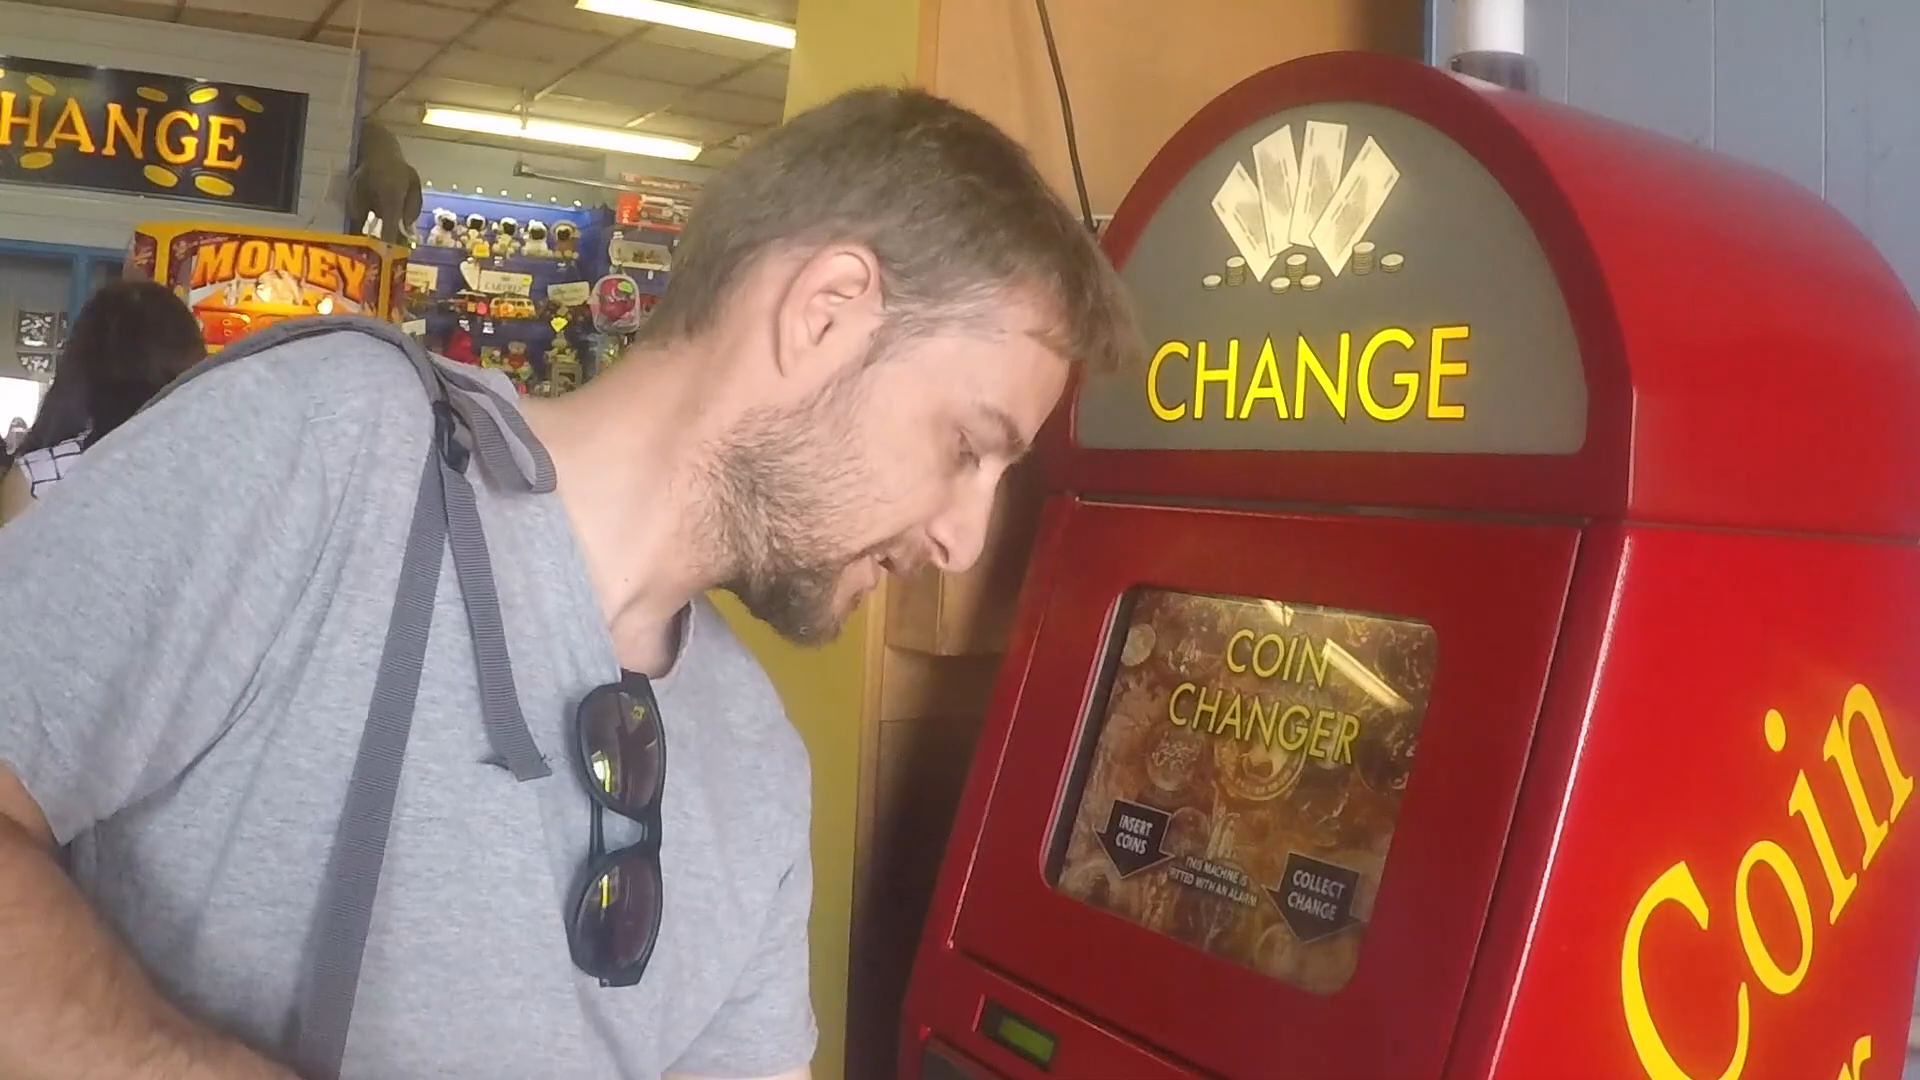 HANGE
MONEY
CHANGE
COIN
CHANGER
INSERT
COINS
THIS MACHINE IS
FITTED WITH AN ALARM
COLLECT
CHANGE
Coin
r